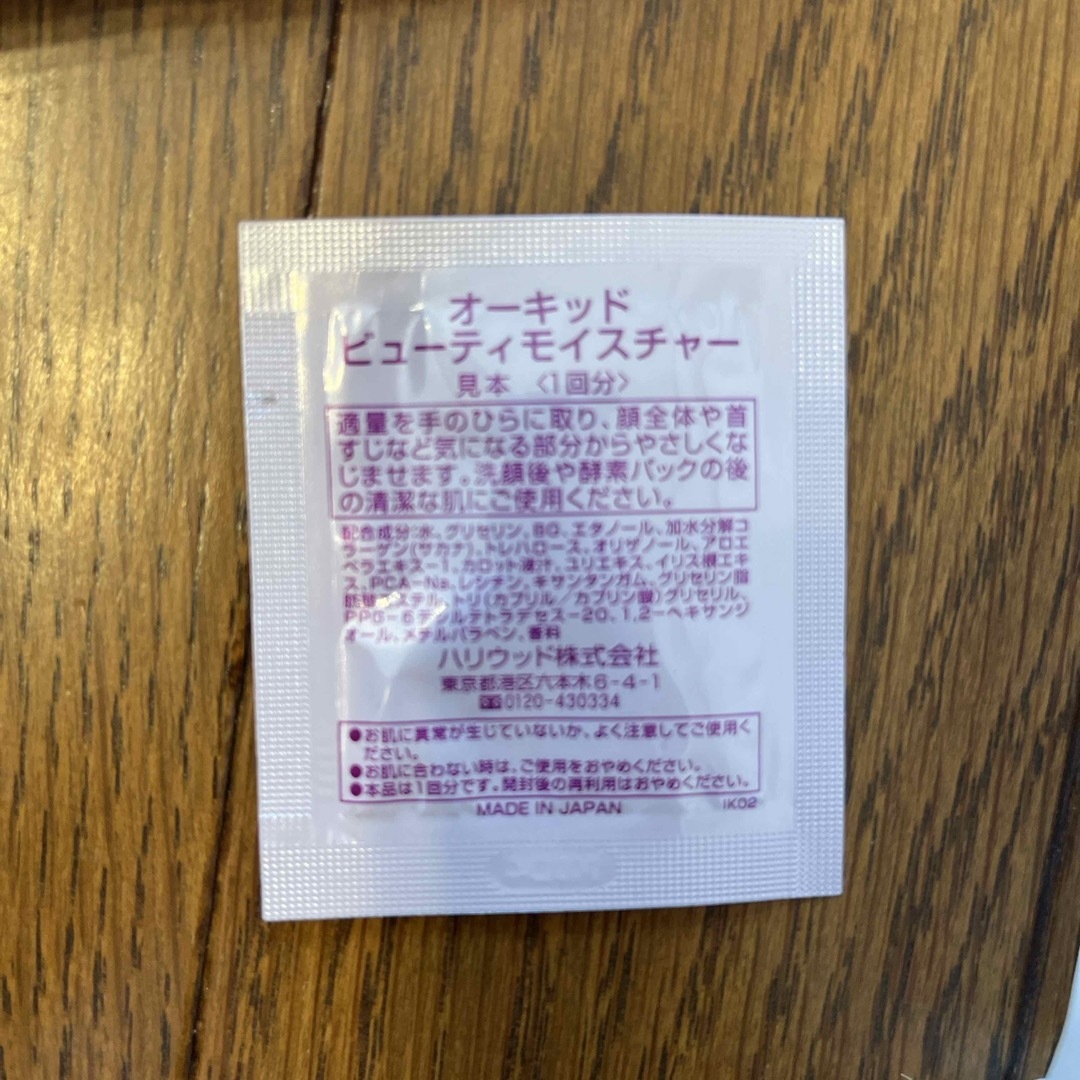 オーキッド
ビューティモイスチャー
見本 〈1回分〉
適量を手のひらに取り、顔全体や首
すじなど気になる部分からやさしくな
じませます。洗顔後や酵素パックの後
の清潔な肌にご使用ください。
配合成分:水、グリセリン、BG、エタノール、加水分解コ
ラーゲン(サカナ)、トレハロース、オリザノール、アロエ
ベラエキス-1、カロット液汁、ユリエキス、イリス根エキ
ス、PCA-Na、レシチン、キサンタンガム、グリセリン脂
肪酸エステル、トリ(カプリル/カプリン酸)グリセリル、
PPG-6デシルテトラデセス-20、1,2-ヘキサンジ
オール、メチルパラベン、香料
ハリウッド株式会社
東京都港区六本木6-4-1
0120-430334
●お肌に異常が生じていないか、よく注意してご使用く
ださい。
●お肌に合わない時は、ご使用をおやめください。
●本品は1回分です。開封後の再利用はおやめください。
MADE IN JAPAN
IK02